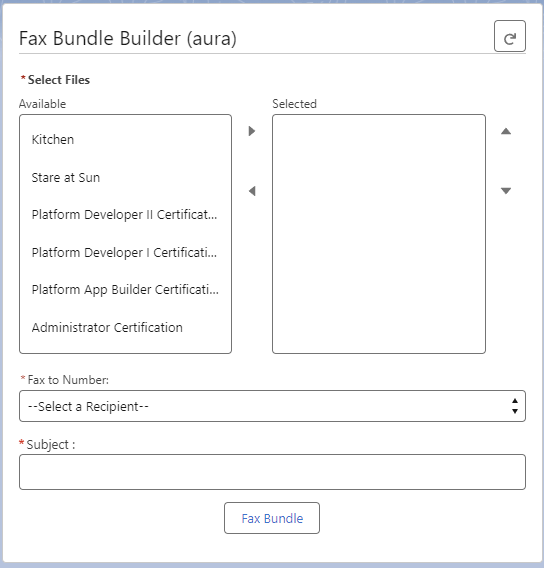 Fax Bundle Builder (aura)
*Select Files
Available
Selected
Kitchen
Stare at Sun
Platform Developer II Certificat...
Platform Developer I Certificati...
Platform App Builder Certificati...
Administrator Certification
*Fax to Number:
--Select a Recipient--
*Subject :
Fax Bundle